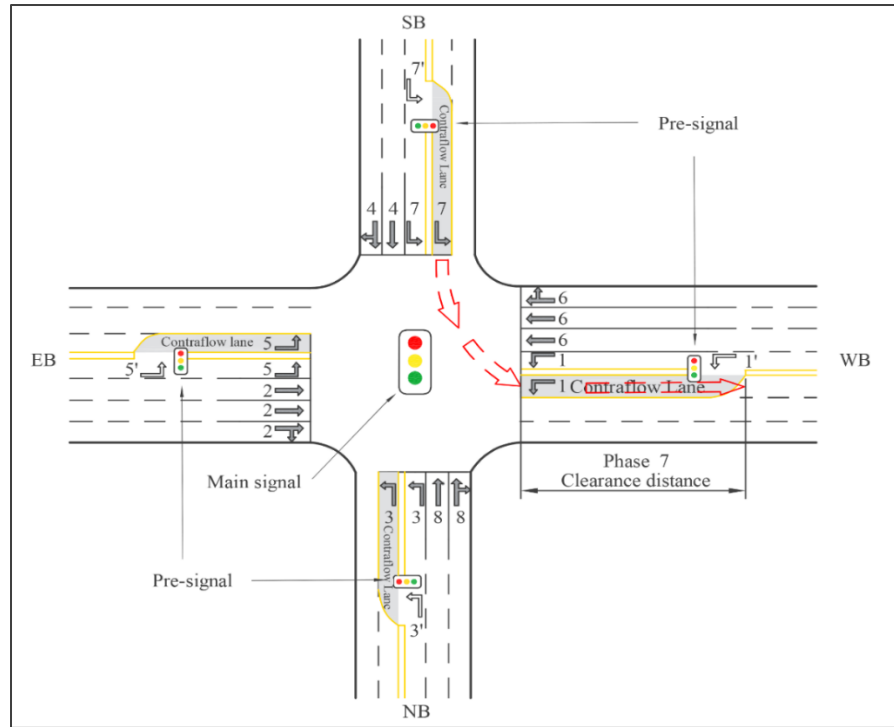 SB
7'
Contraflow Lane
Pre-signal
4 4 7 7
6
6
6
Contraflow lane
5
EB
5'
5
2
2
2
1
1'
WB
1 Contraflow Lane
Main signal
Phase 7
Clearance distance
3 3 8 8
Contraflow Lane
Pre-signal
3'
NB